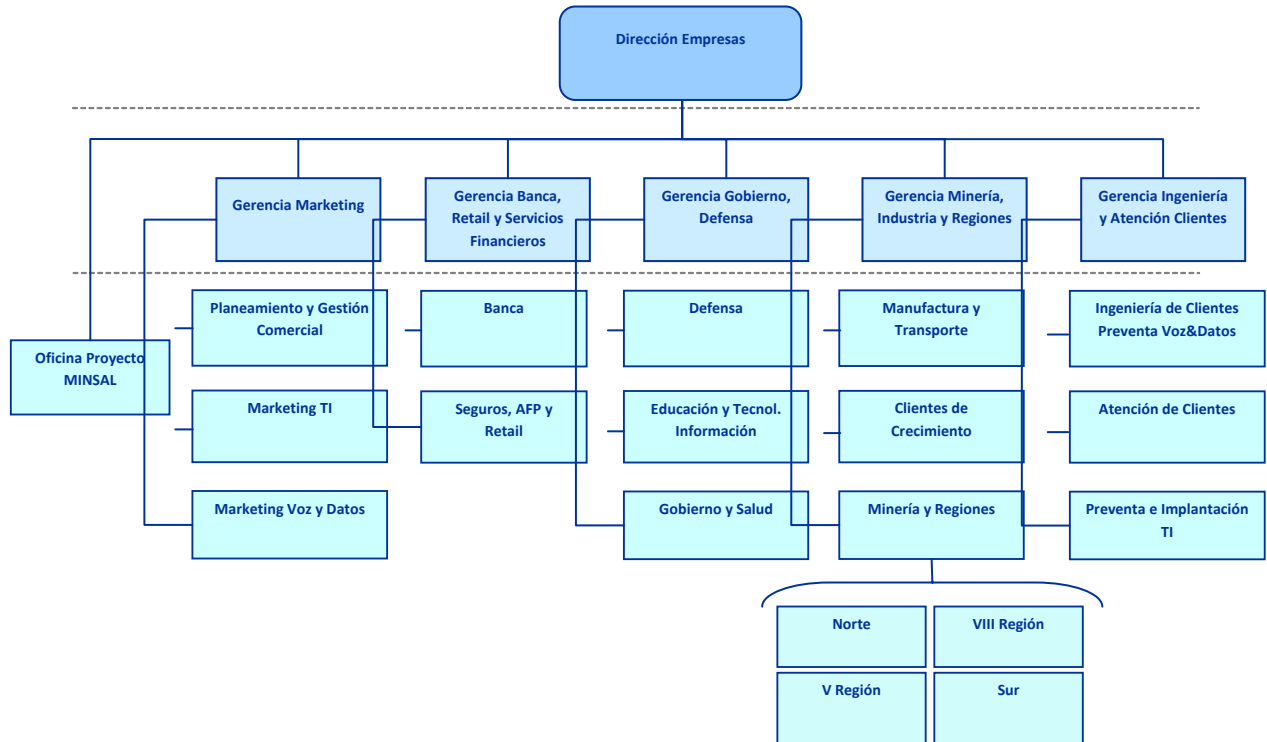 Dirección Empresas
Gerencia Marketing
Gerencia Banca,
Retail y Servicios
Financieros
Gerencia Gobierno,
Defensa
Gerencia Minería,
Industria y Regiones
Gerencia Ingeniería
y Atención Clientes
Oficina Proyecto
MINSAL
Planeamiento y Gestión
Comercial
Banca
Defensa
Manufactura y
Transporte
Ingeniería de Clientes
Preventa Voz&Datos
Marketing TI
Seguros, AFP y
Retail
Educación y Tecnol.
Información
Clientes de
Crecimiento
Atención de Clientes
Marketing Voz y Datos
Gobierno y Salud
Minería y Regiones
Preventa e Implantación
TI
Norte
VIII Región
V Región
Sur